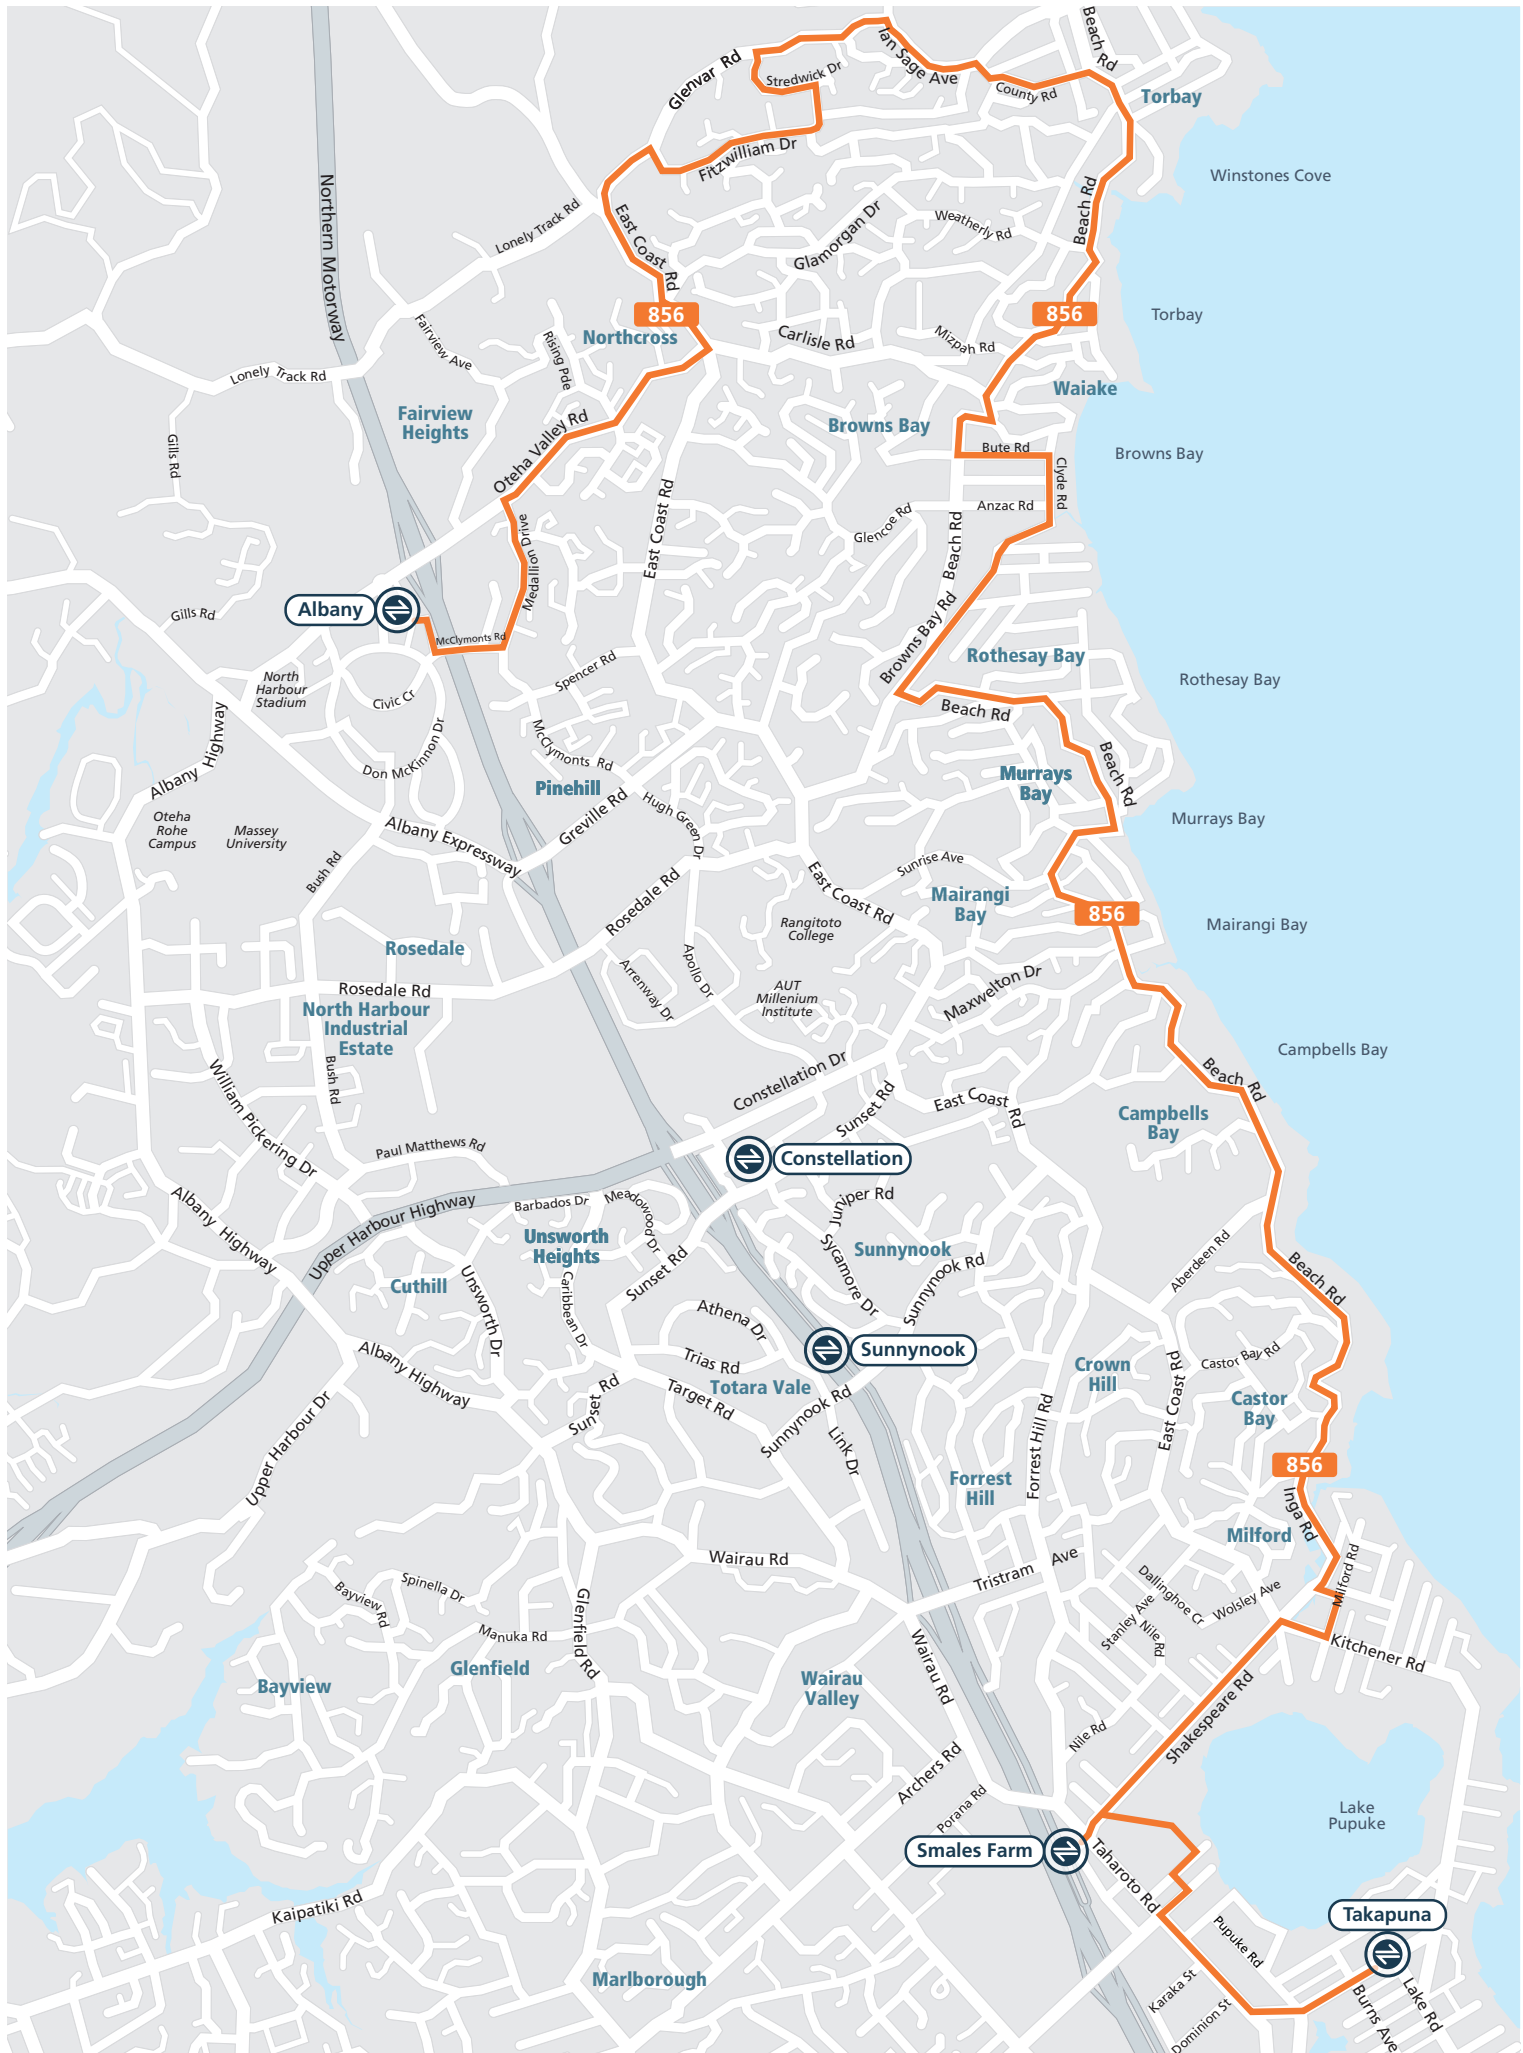 Beach Rd
Ian Sage Ave
Glenvar Rd
Stredwick Dr
County Rd
Torbay
Fitzwilliam Dr
Winstones Cove
Northern Motorway
Lonely Track Rd
East Coast Rd
Glamorgan Dr
Weatherly Rd
Beach Rd
856
856
Torbay
Northcross
Carlisle Rd
Mizpah Rd
Fairview Ave
Rising Pde
Lonely Track Rd
Waiake
Fairview
Heights
Browns Bay
Oteha Valley Rd
Gills Rd
Bute Rd
Browns Bay
Clyde Rd
East Coast Rd
Anzac Rd
Glencoe Rd
Beach Rd
Medallion Drive
Albany
Gills Rd
McClymonts Rd
Browns Bay Rd
Rothesay Bay
Spencer Rd
North
Harbour
Stadium
Civic Cr
Rothesay Bay
Beach Rd
Albany Highway
Don McKinnon Dr
McClymonts Rd
Beach Rd
Pinehill
Murrays
Bay
Hugh Green Dr
Greville Rd
Oteha
Rohe
Campus
Massey
University
Albany Expressway
Murrays Bay
Bush Rd
Sunrise Ave
East Coast Rd
Rosedale Rd
Mairangi
Bay
856
Rangitoto
College
Mairangi Bay
Rosedale
Apollo Dr
Arrenway Dr
Maxwelton Dr
AUT
Millenium
Institute
Rosedale Rd
North Harbour
Industrial
Estate
Campbells Bay
Bush Rd
William Pickering Dr
Constellation Dr
Beach Rd
Sunset Rd
East Coast Rd
Campbells
Bay
Paul Matthews Rd
Constellation
Albany Highway
Upper Harbour Highway
Barbados Dr
Meadowood Dr
Juniper Rd
Unsworth
Heights
Sycamore Dr
Sunnynook
Sunset Rd
Sunnynook Rd
Aberdeen Rd
Beach Rd
Cuthill
Unsworth Dr
Caribbean Dr
Athena Dr
Sunnynook
Albany Highway
Trias Rd
Totara Vale
Crown
Hill
East Coast Rd
Castor Bay Rd
Castor
Bay
Sunset Rd
Target Rd
Sunnynook Rd
Upper Harbour Dr
Link Dr
Forrest Hill Rd
856
Forrest
Hill
Inga Rd
Milford
Wairau Rd
Tristram Ave
Milford Rd
Bayview Rd
Spinella Dr
Dallinghoe Cr
Wolsley Ave
Stanley Ave
Nile Rd
Glenfield Rd
Manuka Rd
Kitchener Rd
Glenfield
Bayview
Wairau
Valley
Wairau Rd
Shakespeare Rd
Nile Rd
Archers Rd
Porana Rd
Lake
Pupuke
Smales Farm
Taharoto Rd
Kaipatiki Rd
Takapuna
Pupuke Rd
Marlborough
Karaka St
Dominion St
Burns Ave
Lake Rd